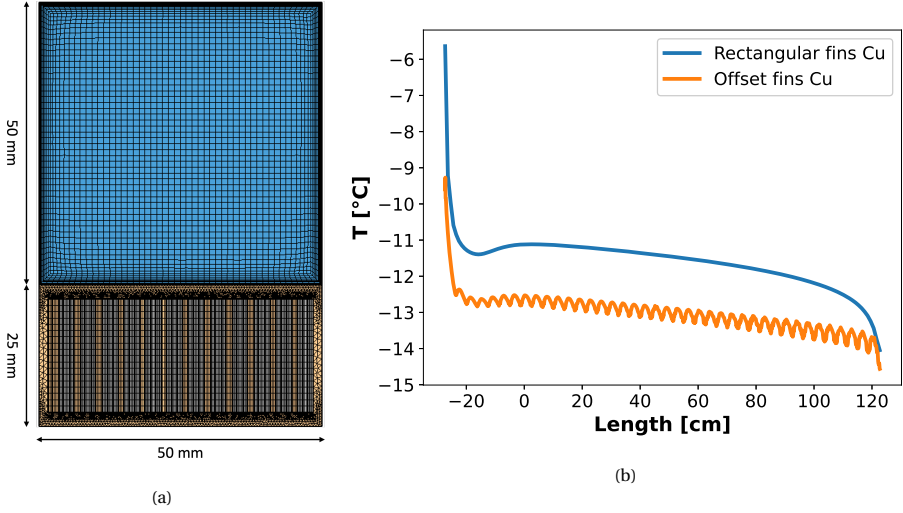 50 mm
25 mm
50 mm
(a)
Rectangular fins Cu
Offset fins Cu
T [°C]
−6
−7
−8
−9
−10
−11
−12
−13
−14
−15
−20
0
20
40
60
80
100
120
Length [cm]
(b)